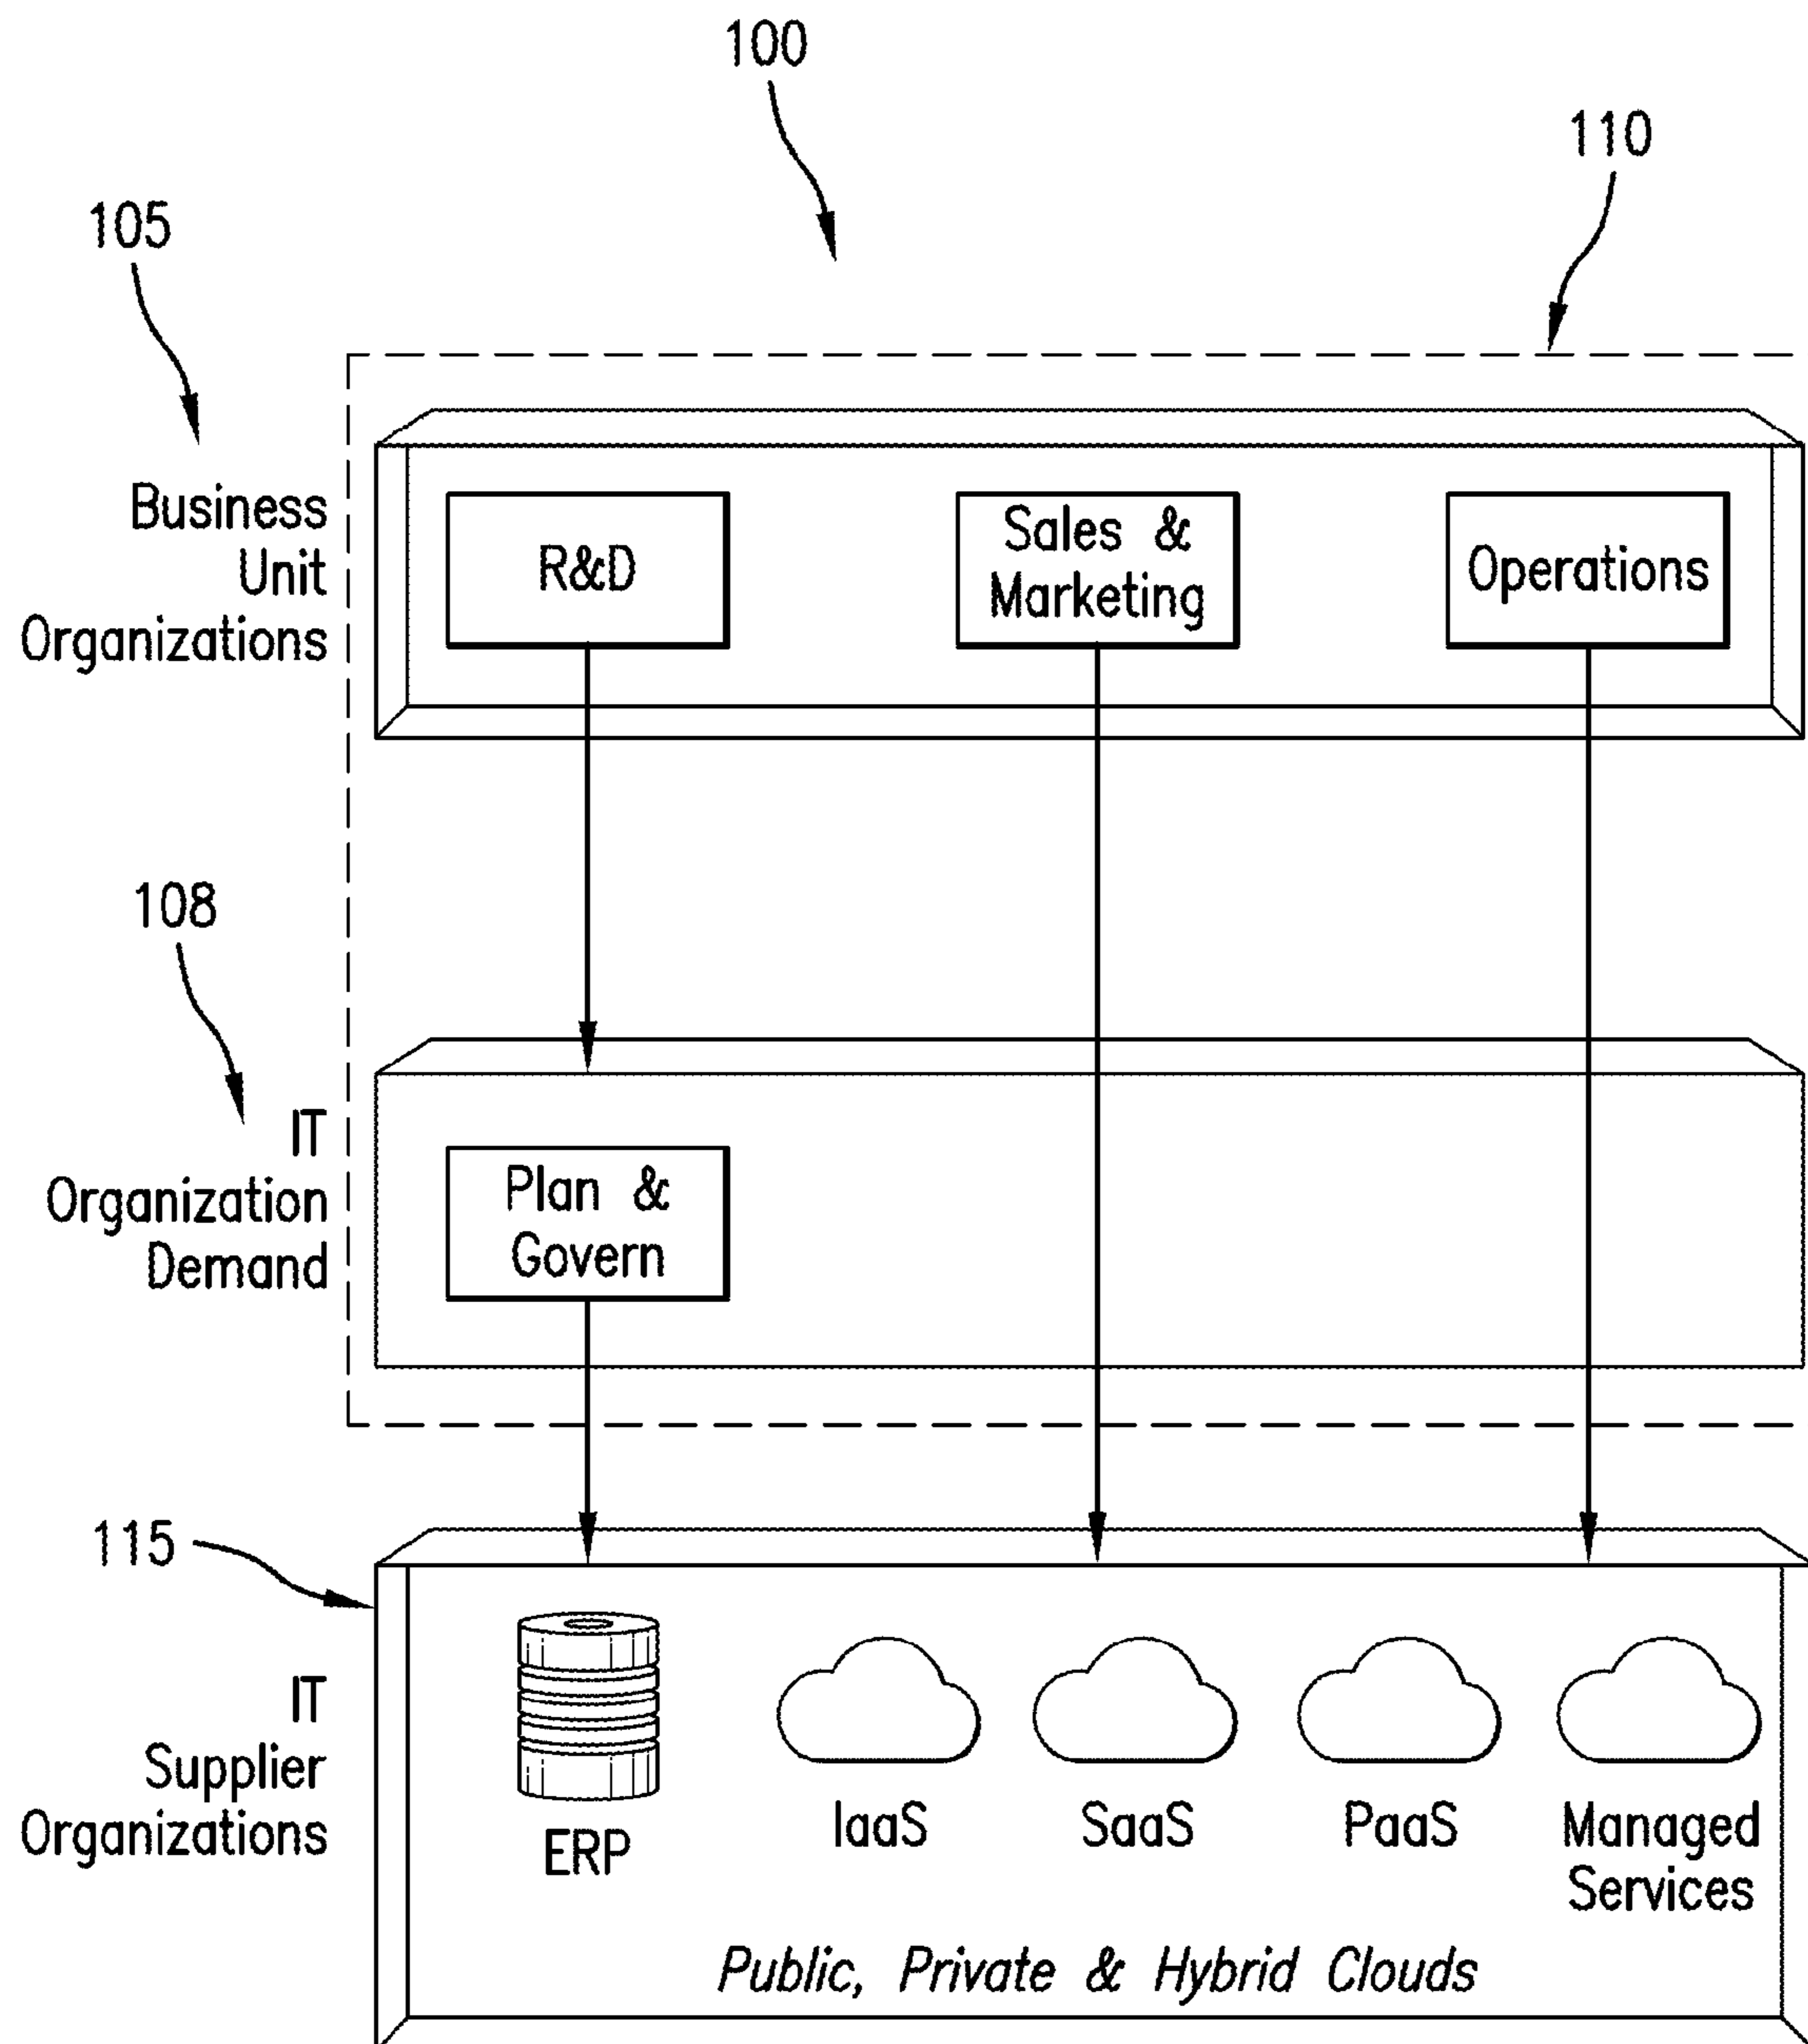 100
110
105
Business
Unit
Organizations
R&D
Sales &
Marketing
Operations
108
IT
Organization
Demand
Plan &
Govern
115
IT
Supplier
Organizations
ERP
IaaS
SaaS
PaaS
Managed
Services
Public, Private & Hybrid Clouds